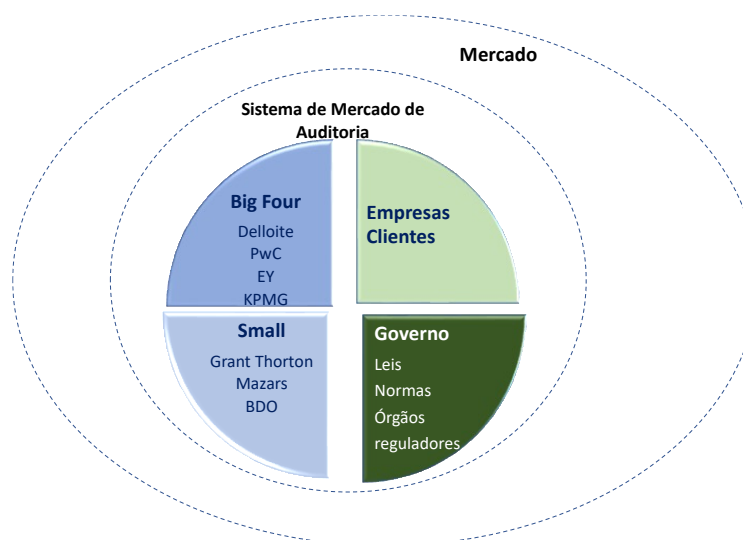 Mercado
Sistema de Mercado de
Auditoria
Big Four
Delloite
PwC
EY
KPMG
Empresas
Clientes
Small
Grant Thorton
Mazars
BDO
Governo
Leis
Normas
Órgãos
reguladores